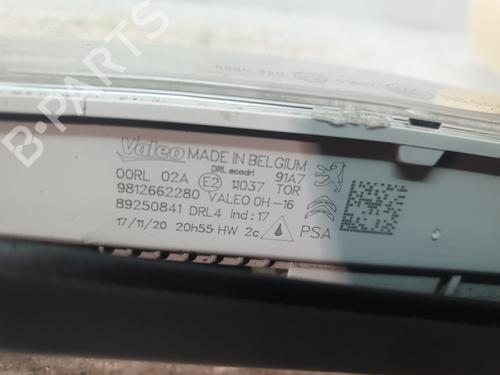 B-PARTS
Valeo MADE IN BELGIUM
DRL ecodrl 91A7
00RL 02A E2 11037 TOR
9812662280 VALEO 0H-16
89250841 DRL4 Ind: 17
17/11/20 20h55 HW 2c PSA